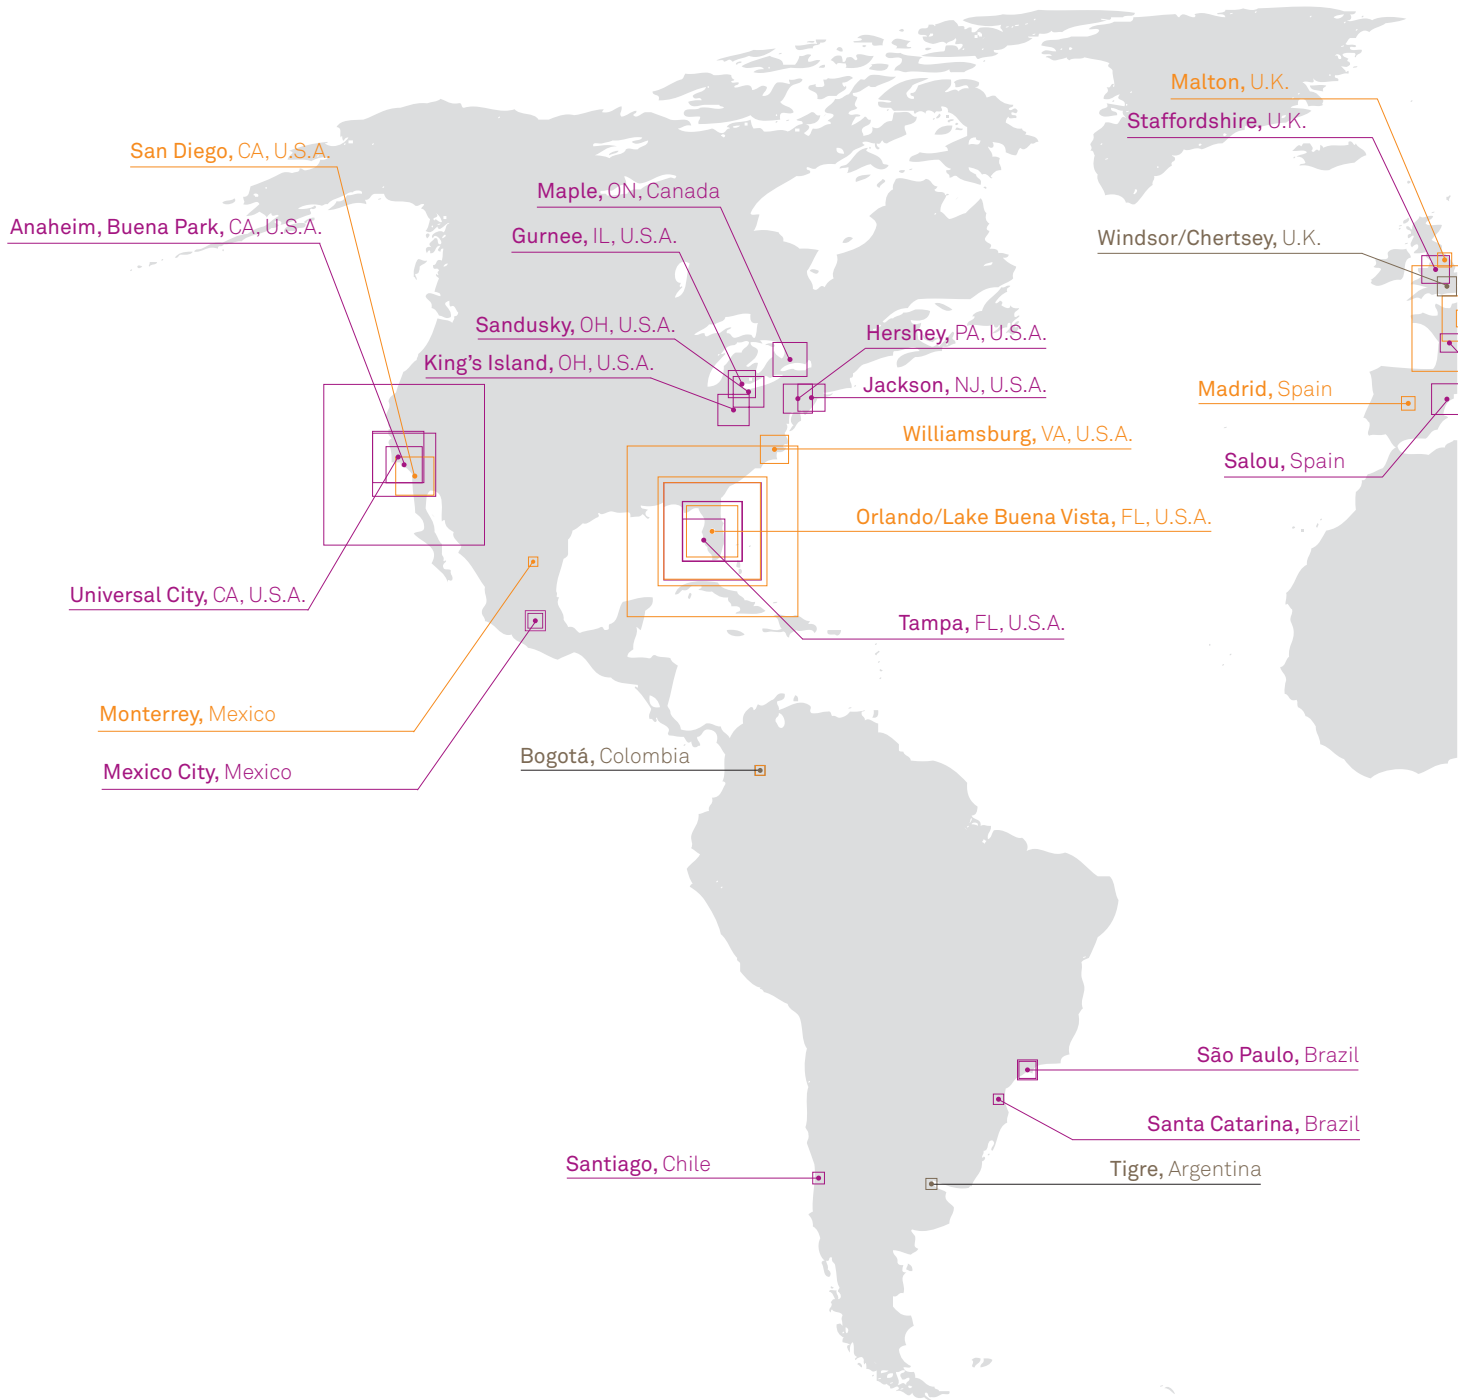 Malton, U.K.
Staffordshire, U.K.
San Diego, CA, U.S.A.
Maple, ON, Canada
Anaheim, Buena Park, CA, U.S.A.
Gurnee, IL, U.S.A.
Windsor/Chertsey, U.K.
Sandusky, OH, U.S.A.
Hershey, PA, U.S.A.
King's Island, OH, U.S.A.
Jackson, NJ, U.S.A.
Madrid, Spain
Williamsburg, VA, U.S.A.
Salou, Spain
Orlando/Lake Buena Vista, FL, U.S.A.
Universal City, CA, U.S.A.
Tampa, FL, U.S.A.
Monterrey, Mexico
Bogotá, Colombia
Mexico City, Mexico
São Paulo, Brazil
Santa Catarina, Brazil
Santiago, Chile
Tigre, Argentina